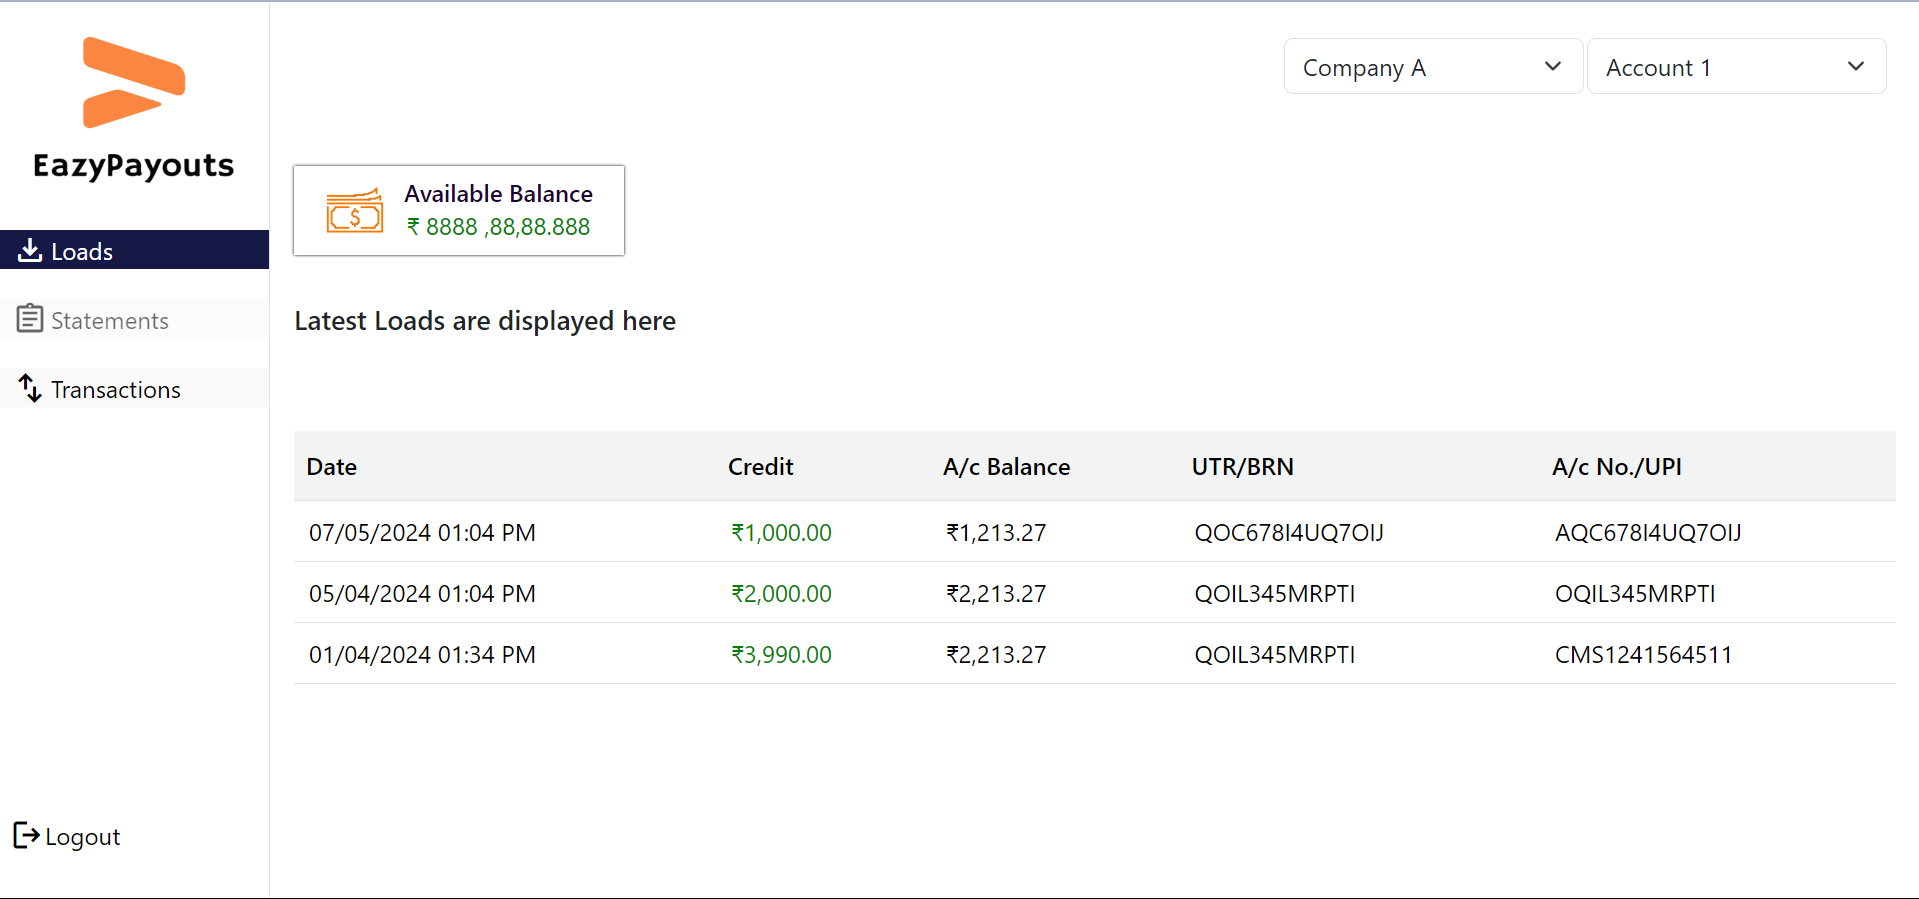 EazyPayouts
Loads
Statements
Transactions
Logout
Company A
Account 1
Available Balance
₹ 8888 ,88,88.888
Latest Loads are displayed here
Date Credit A/c Balance UTR/BRN A/c No./UPI
07/05/2024 01:04 PM ₹1,000.00 ₹1,213.27 QOC678I4UQ7OIJ AQC678I4UQ7OIJ
05/04/2024 01:04 PM ₹2,000.00 ₹2,213.27 QOIL345MRPTI OQIL345MRPTI
01/04/2024 01:34 PM ₹3,990.00 ₹2,213.27 QOIL345MRPTI CMS1241564511